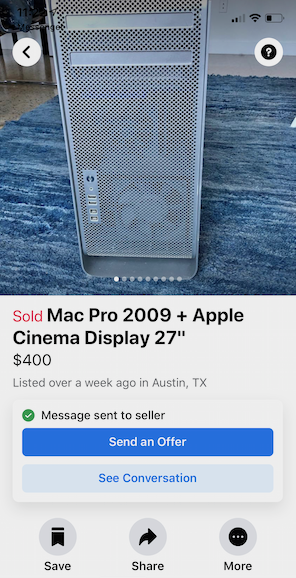 Sold Mac Pro 2009 + Apple
Cinema Display 27"
$400
Listed over a week ago in Austin, TX
Message sent to seller
Send an Offer
See Conversation
Save
Share
More